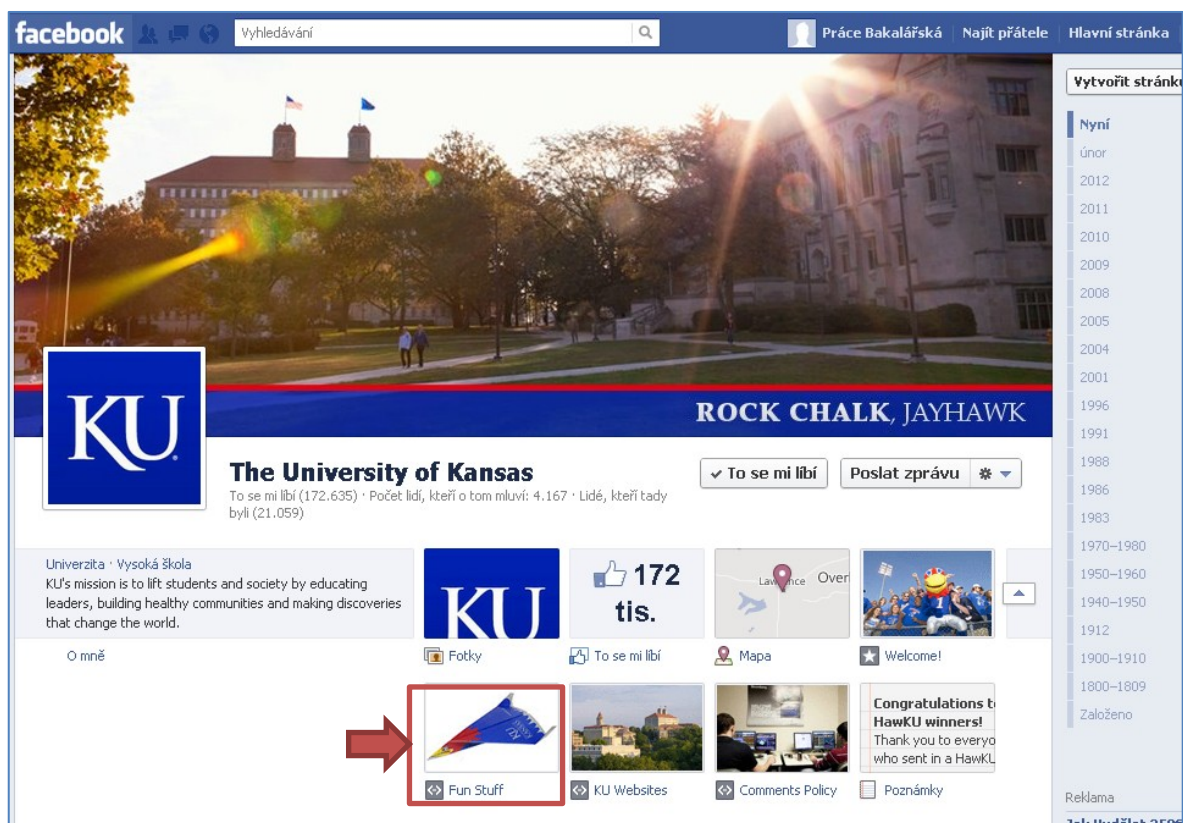 facebook
Vyhledávání
Práce Bakalářská
Najít přátele
Hlavní stránka
ROCK CHALK, JAYHAWK
KU
The University of Kansas
To se mi líbí (172.635) · Počet lidí, kteří o tom mluví: 4.167 · Lidé, kteří tady
byli (21.059)
To se mi líbí
Poslat zprávu
Univerzita · Vysoká škola
KU's mission is to lift students and society by educating
leaders, building healthy communities and making discoveries
that change the world.
O mně
KU
Fotky
172
tis.
To se mi líbí
Mapa
Welcome!
Fun Stuff
KU Websites
Comments Policy
Congratulations
HawKU winners!
Thank you to
who sent in a
Poznámky
Vytvořit
Nyní
únor
2012
2011
2010
2009
2008
2005
2004
2001
1996
1991
1988
1986
1983
1970–1980
1950–1960
1940–1950
1912
1900–1910
1800–1809
Založeno
Reklama